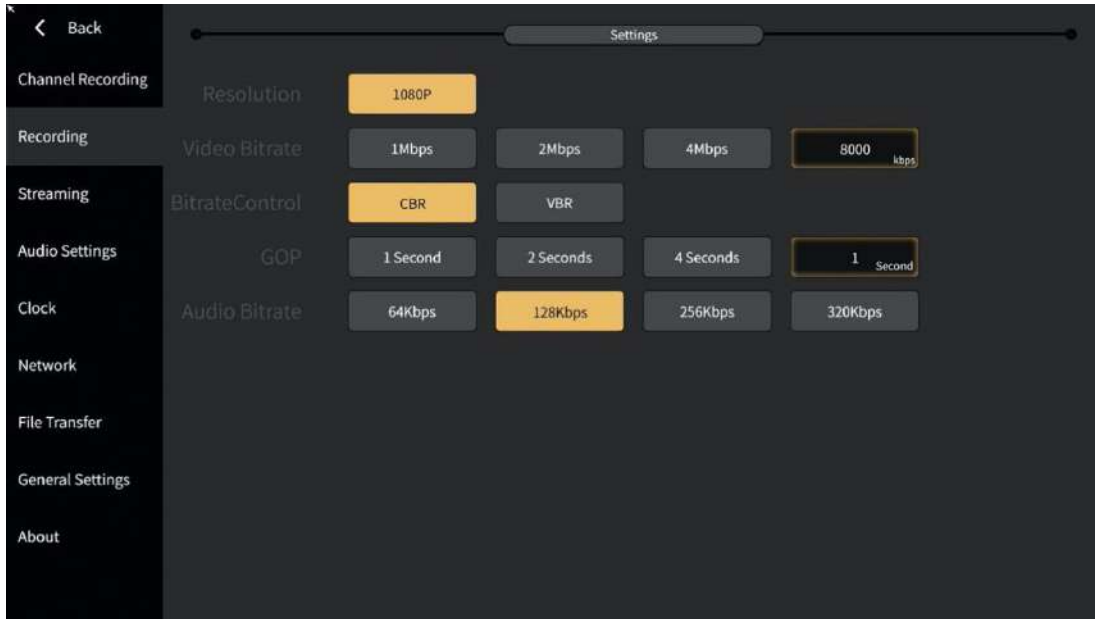 Back
Settings
Channel Recording
Recording
Streaming
Audio Settings
Clock
Network
File Transfer
General Settings
About
Resolution 1080P
Video Bitrate 1Mbps 2Mbps 4Mbps 8000 kbps
BitrateControl CBR VBR
GOP 1 Second 2 Seconds 4 Seconds 1 Second
Audio Bitrate 64Kbps 128Kbps 256Kbps 320Kbps